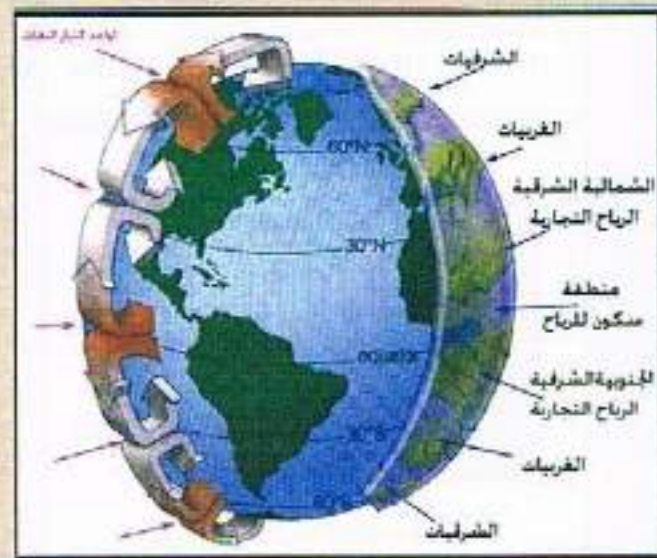 الشرقيات
الغربيات
60°N
الشمالية الشرقية
الرياح التجارية
30°N
منطقة
سكون للرياح
equator
الجنوبية الشرقية
الرياح التجارية
30°S
الغربيات
60°S
الشرقيات